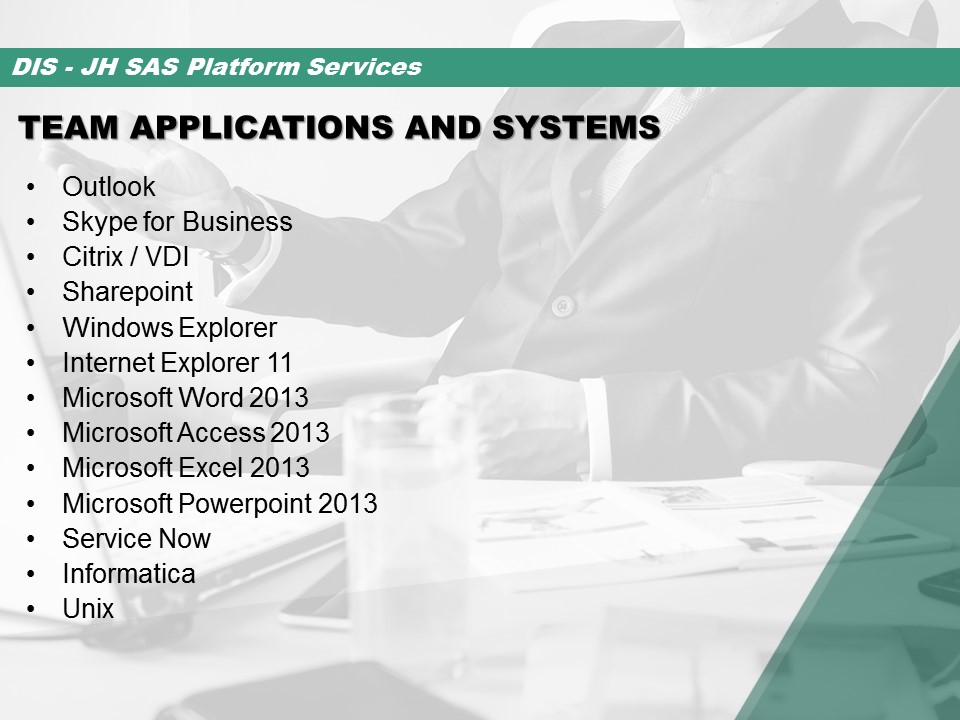 DIS - JH SAS Platform Services
TEAM APPLICATIONS AND SYSTEMS
• Outlook
• Skype for Business
• Citrix / VDI
• Sharepoint
• Windows Explorer
• Internet Explorer 11
• Microsoft Word 2013
• Microsoft Access 2013
• Microsoft Excel 2013
• Microsoft Powerpoint 2013
• Service Now
• Informatica
• Unix